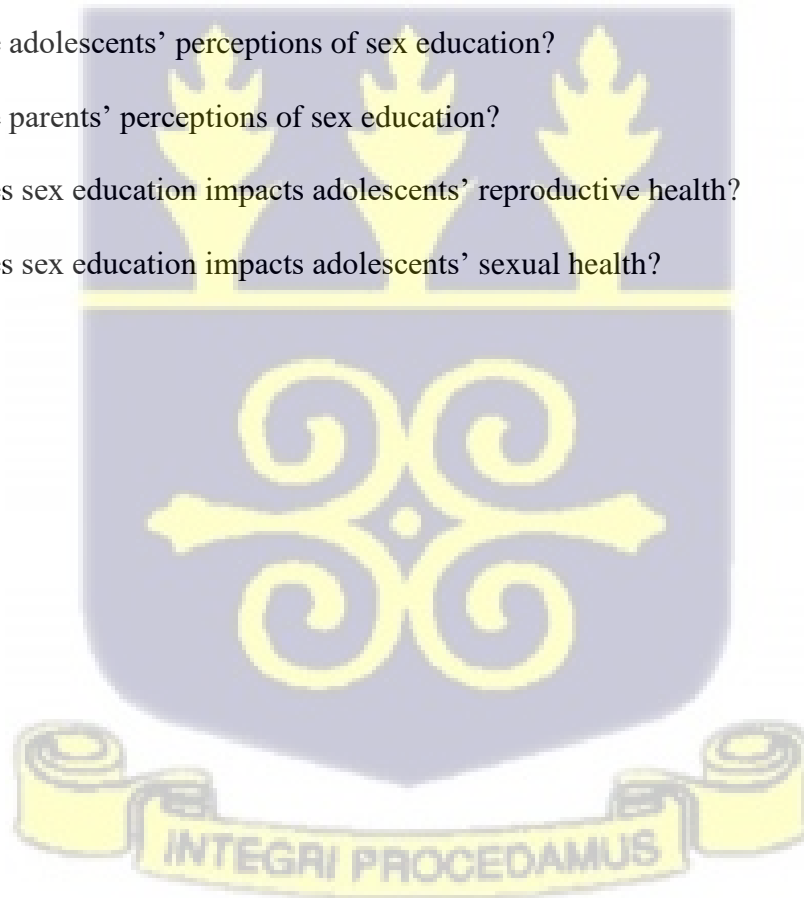 adolescents’ perceptions of sex education?
parents’ perceptions of sex education?
sex education impacts adolescents’ reproductive health?
sex education impacts adolescents’ sexual health?
INTEGRI PROCEDAMUS